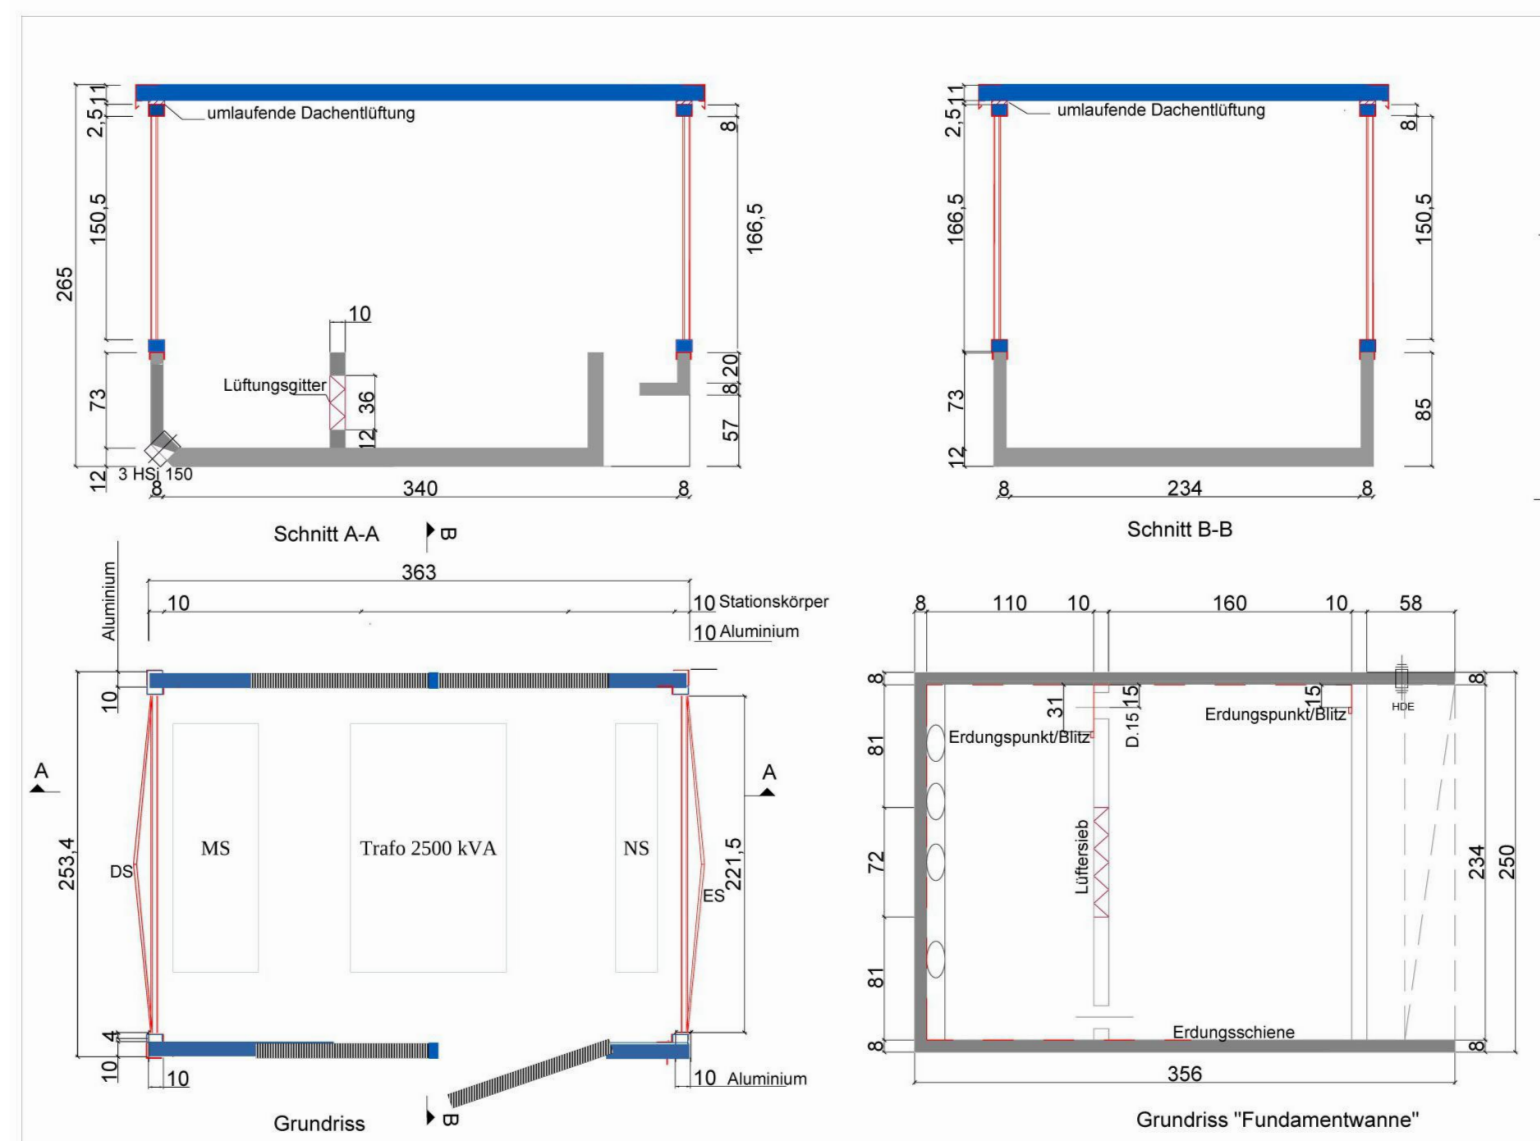 11
2,5
umlaufende Dachentlüftung
8
150,5
166,5
265
10
Lüftungsgitter
36
12
73
12
20
8
57
3 HSi 150
8
340
8
Schnitt A-A
B
11
2,5
umlaufende Dachentlüftung
8
166,5
150,5
73
12
85
8
234
8
Schnitt B-B
363
Aluminium
10
10 Stationskörper
10 Aluminium
10
A
A
253,4
DS
MS
Trafo 2500 kVA
NS
ES
221,5
4
10
10
10 Aluminium
B
Grundriss
8
110
10
160
10
58
8
8
31
15
D.15
15
HDE
Erdungspunkt/Blitz
Erdungspunkt/Blitz
81
72
81
Lüftersieb
234
250
Erdungsschiene
8
8
356
Grundriss "Fundamentwanne"